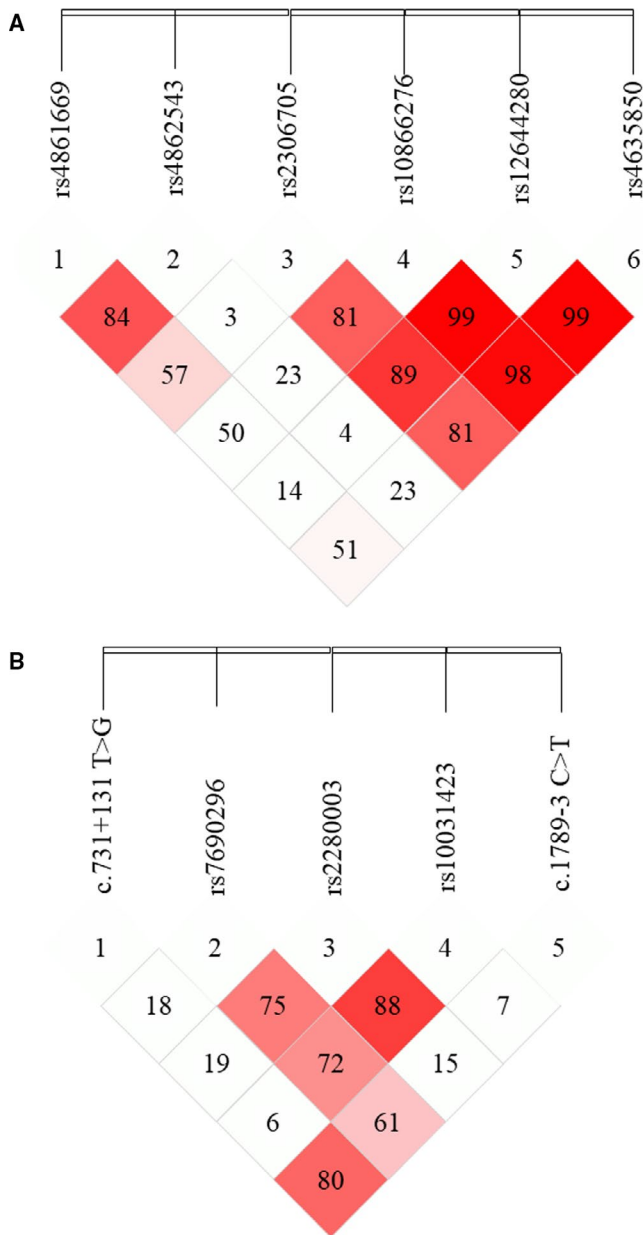 A
rs4861669 rs4862543 rs2306705 rs10866276 rs12644280 rs4635850
1 2 3 4 5 6
84 3 81 99 99
57 23 89 98
50 4 81
14 23
51
B
c.731+131 T>G rs7690296 rs2280003 rs10031423 c.1789-3 C>T
1 2 3 4 5
18 75 88 7
19 72 15
6 61
80